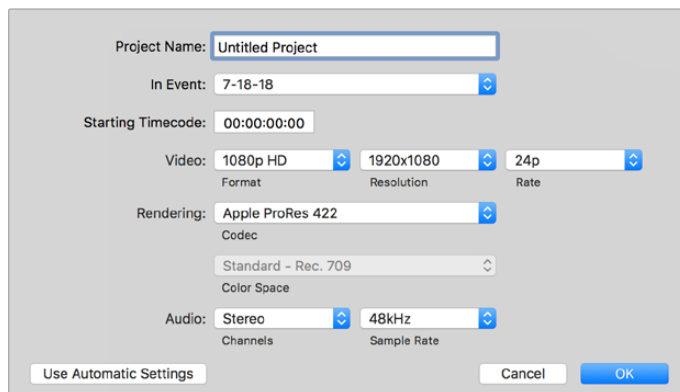 Project Name: Untitled Project
In Event: 7-18-18
Starting Timecode: 00:00:00:00
Video: 1080p HD 1920x1080 24p
Format Resolution Rate
Rendering: Apple ProRes 422
Codec
Standard - Rec. 709
Color Space
Audio: Stereo 48kHz
Channels Sample Rate
Use Automatic Settings Cancel OK